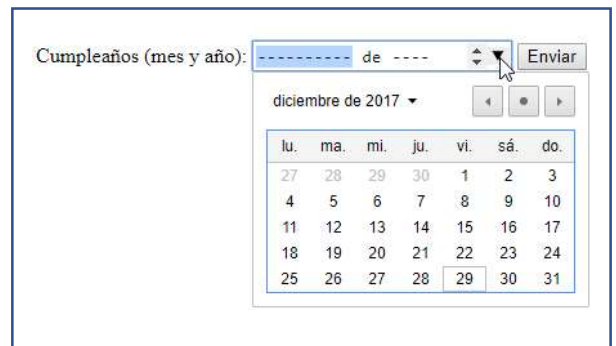 Cumpleaños (mes y año): ---------- de ---- Enviar
diciembre de 2017
lu. ma. mi. ju. vi. sá. do.
27 28 29 30 1 2 3
4 5 6 7 8 9 10
11 12 13 14 15 16 17
18 19 20 21 22 23 24
25 26 27 28 29 30 31